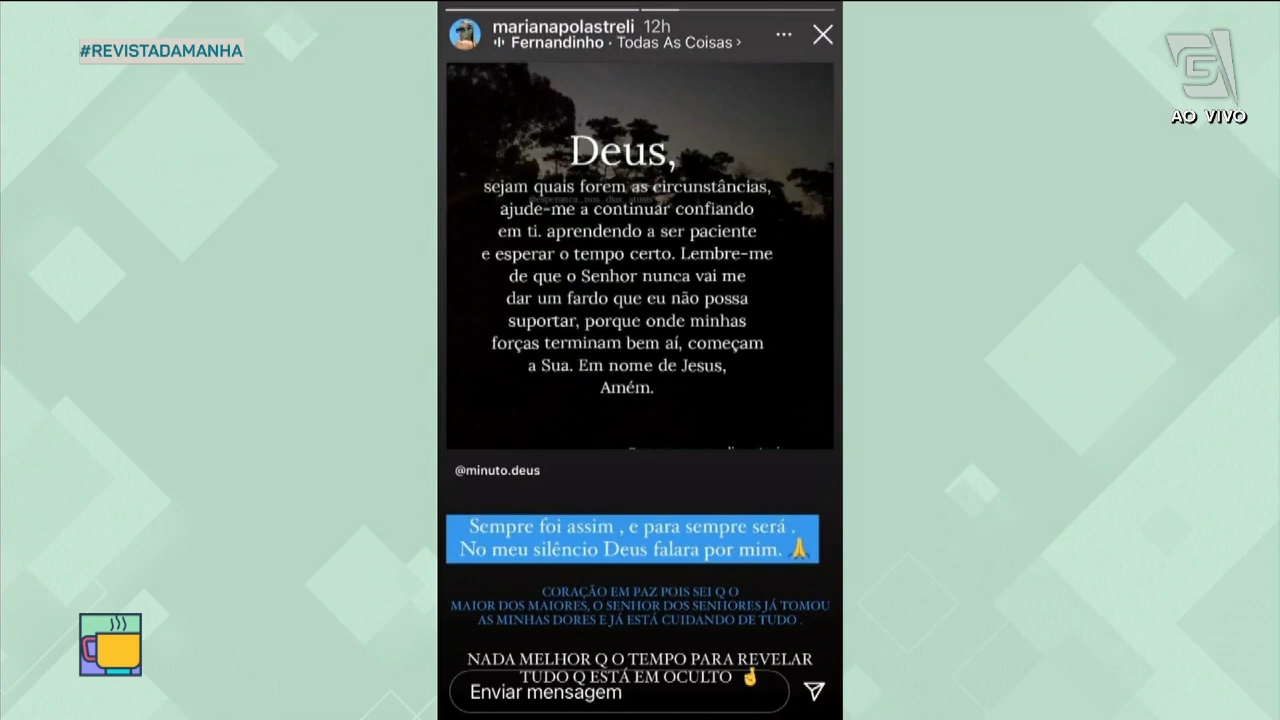 #REVISTADAMANHA
marianapolastreli 12h
Fernandinho · Todas As Coisas ›
G
AO VIVO
Deus,
sejam quais forem as circunstâncias,
ajude-me a continuar confiando
em ti. aprendendo a ser paciente
e esperar o tempo certo. Lembre-me
de que o Senhor nunca vai me
dar um fardo que eu não possa
suportar, porque onde minhas
forças terminam bem aí, começam
a Sua. Em nome de Jesus,
Amém.
@minuto.deus
Sempre foi assim , e para sempre será .
No meu silêncio Deus falara por mim. 🙏
CORAÇÃO EM PAZ POIS SEI Q O
MAIOR DOS MAIORES, O SENHOR DOS SENHORES JÁ TOMOU
AS MINHAS DORES E JÁ ESTÁ CUIDANDO DE TUDO .
NADA MELHOR Q O TEMPO PARA REVELAR
TUDO Q ESTÁ EM OCULTO ☝
Enviar mensagem